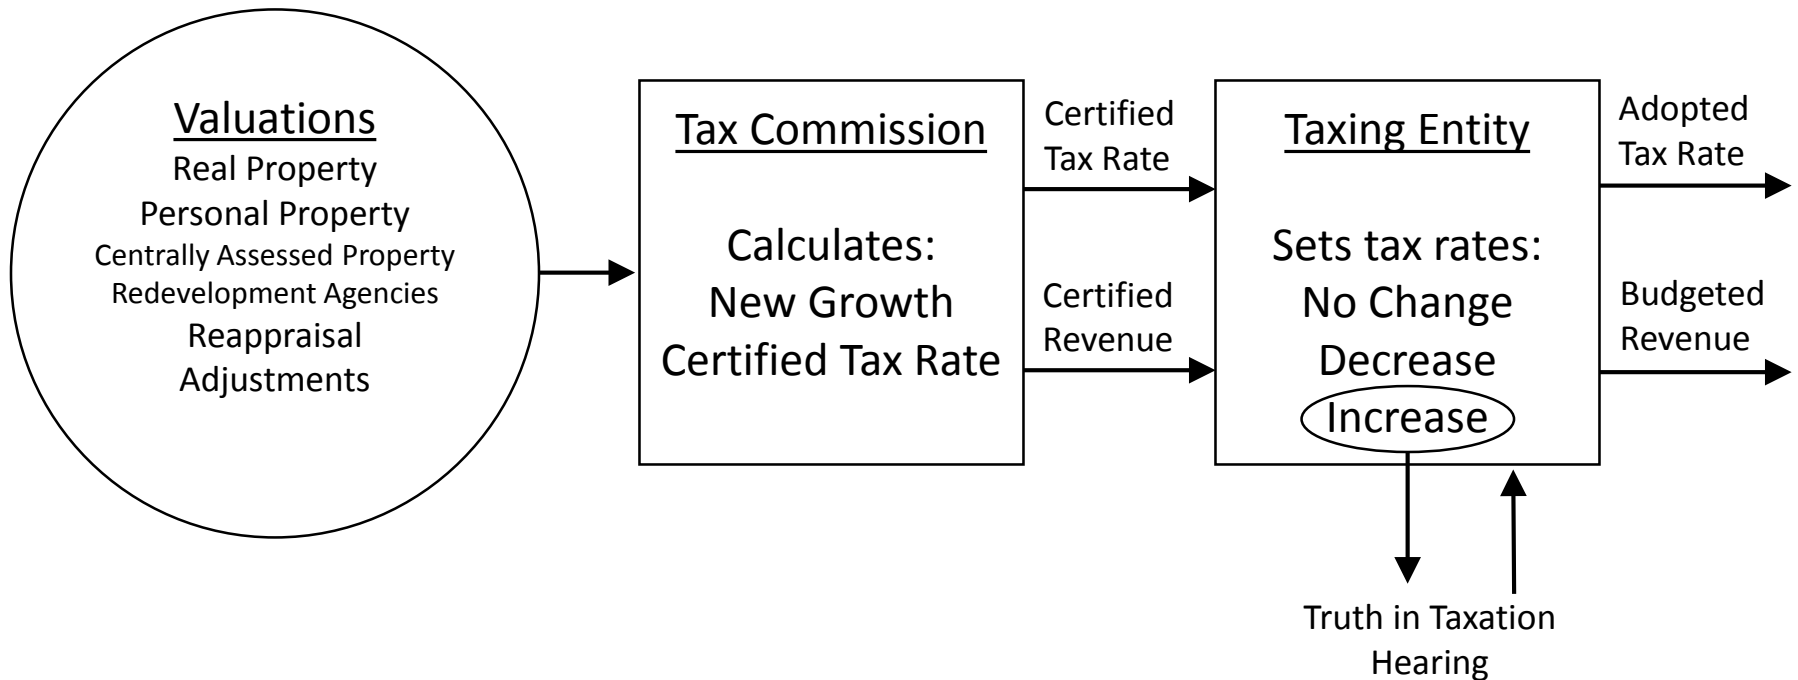 Valuations
Real Property
Personal Property
Centrally Assessed Property
Redevelopment Agencies
Reappraisal
Adjustments
Tax Commission
Calculates:
New Growth
Certified Tax Rate
Certified
Tax Rate
Certified
Revenue
Taxing Entity
Sets tax rates:
No Change
Decrease
Increase
Adopted
Tax Rate
Budgeted
Revenue
Truth in Taxation
Hearing